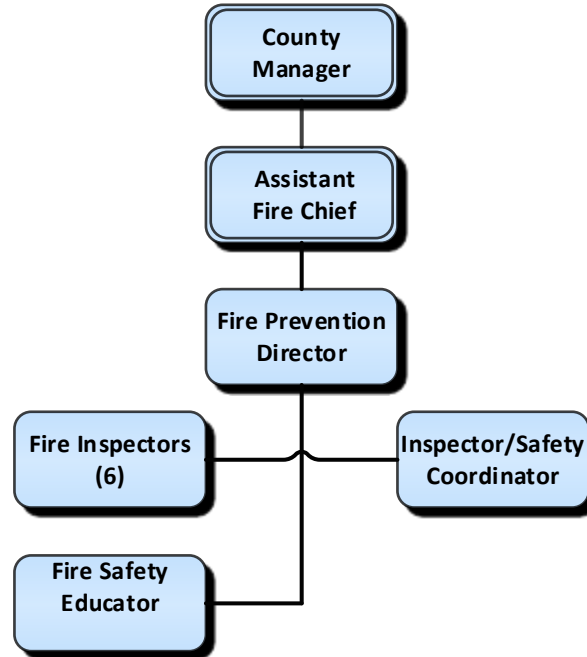 County
Manager
Assistant
Fire Chief
Fire Prevention
Director
Fire Inspectors
(6)
Inspector/Safety
Coordinator
Fire Safety
Educator